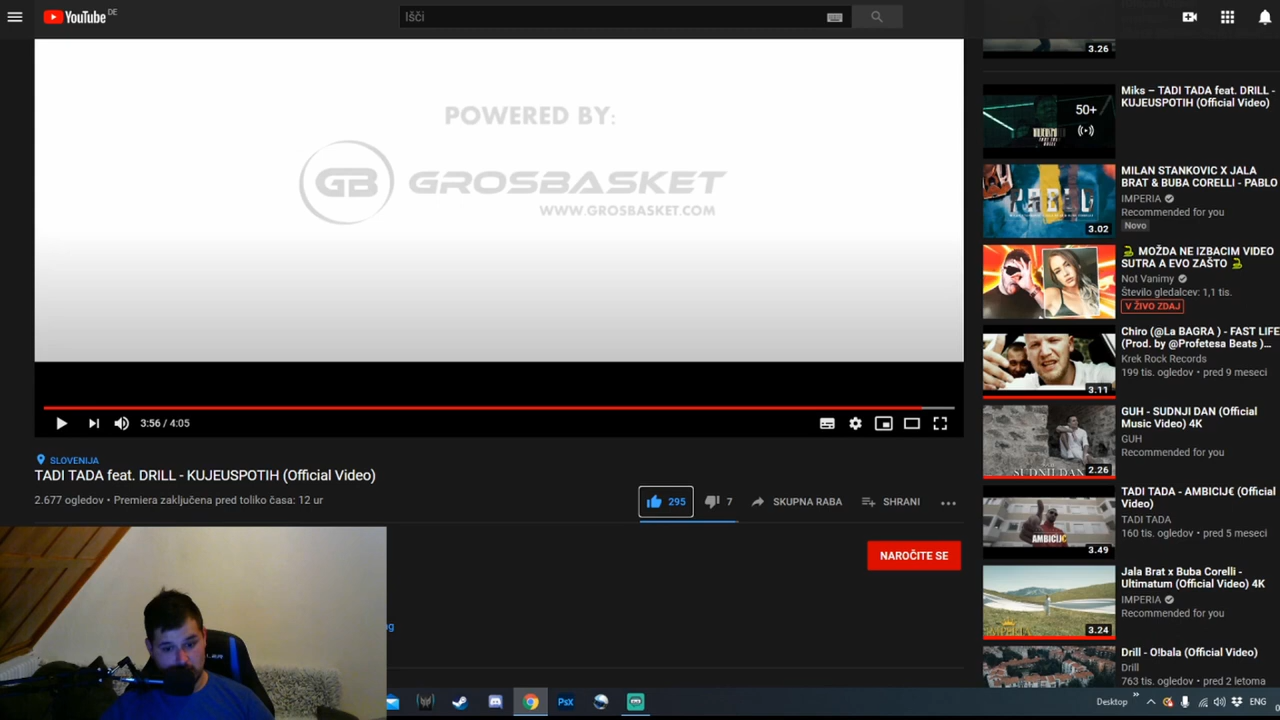 YouTube DE
Išči
POWERED BY:
GB GROSBASKET
WWW.GROSBASKET.COM
3:56 / 4:05
SLOVENIJA
TADI TADA feat. DRILL - KUJEUSPOTIH (Official Video)
2.677 ogledov • Premiera zaključena pred toliko časa: 12 ur
295
7
SKUPNA RABA
SHRANI
NAROČITE SE
3.26
Miks – TADI TADA feat. DRILL -
KUJEUSPOTIH (Official Video)
50+
MILAN STANKOVIC X JALA
BRAT & BUBA CORELLI - PABLO
IMPERIA
Recommended for you
Novo
3.02
MOŽDA NE IZBACIM VIDEO
SUTRA A EVO ZAŠTO
Not Vanimy
Število gledalcev: 1,1 tis.
V ŽIVO ZDAJ
Chiro (@La BAGRA ) - FAST LIFE
(Prod. by @Profetesa Beats )...
Krek Rock Records
199 tis. ogledov • pred 9 meseci
3.11
GUH - SUDNJI DAN (Official
Music Video) 4K
GUH
Recommended for you
SUDNJI DAN
2.26
TADI TADA - AMBICIJ€ (Official
Video)
TADI TADA
160 tis. ogledov • pred 5 meseci
AMBICIJ€
3.49
Jala Brat x Buba Corelli -
Ultimatum (Official Video) 4K
IMPERIA
Recommended for you
3.24
Drill - O!bala (Official Video)
Drill
763 tis. ogledov • pred 2 letoma
Psx
Desktop
ENG